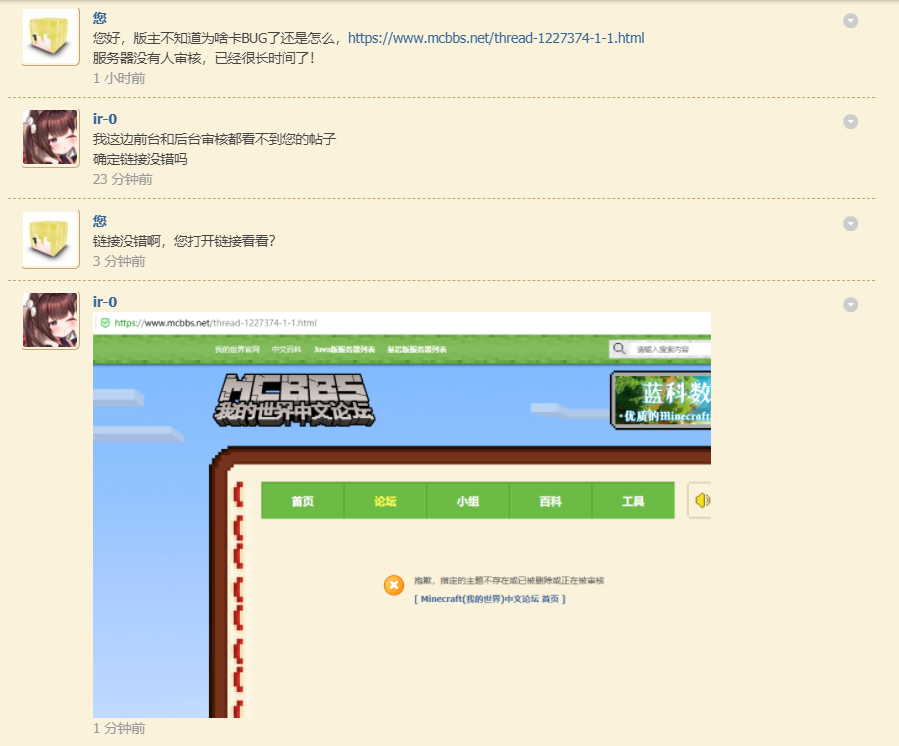 您
您好，版主不知道为啥卡BUG了还是怎么，https://www.mcbbs.net/thread-1227374-1-1.html
服务器没有人审核，已经很长时间了！
1 小时前
ir-0
我这边前台和后台审核都看不到您的帖子
确定链接没错吗
23 分钟前
您
链接没错啊，您打开链接看看？
3 分钟前
ir-0
https://www.mcbbs.net/thread-1227374-1-1.html
我的世界官网 中文百科 Java版服务器列表 基岩版服务器列表 请输入搜索内容
MCBBS
我的世界中文论坛
蓝科数
·优质的Minecraft
首页 论坛 小组 百科 工具
抱歉，指定的主题不存在或已被删除或正在被审核
[ Minecraft(我的世界)中文论坛 首页 ]
1 分钟前